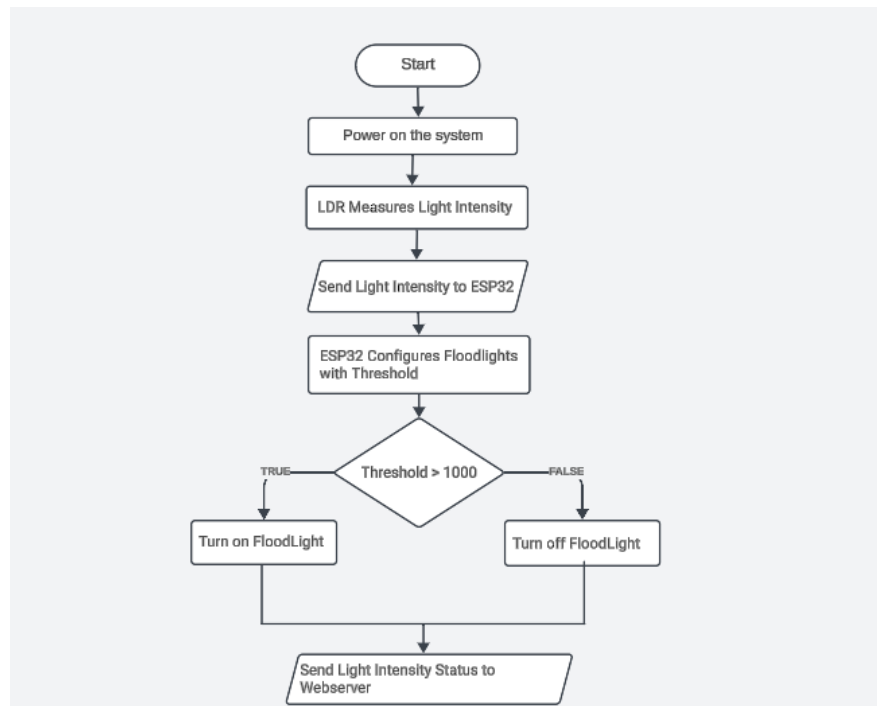 Start
Power on the system
LDR Measures Light Intensity
Send Light Intensity to ESP32
ESP32 Configures Floodlights
with Threshold
TRUE
Threshold > 1000
FALSE
Turn on FloodLight
Turn off FloodLight
Send Light Intensity Status to
Webserver